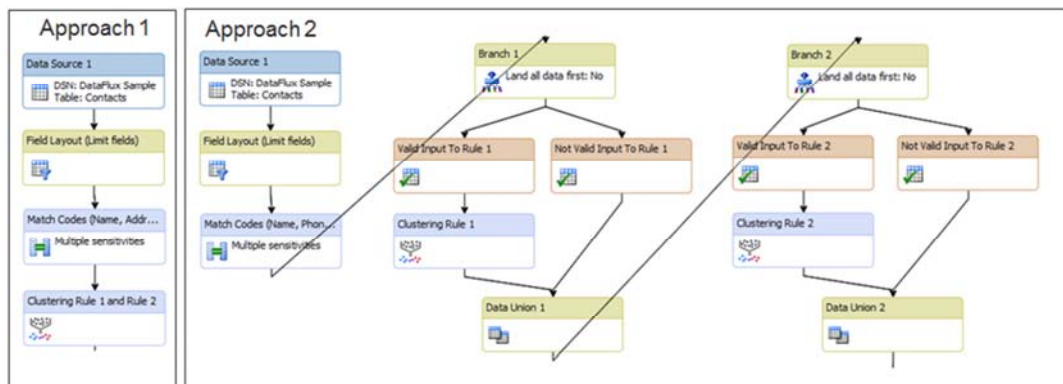 Approach 1
Data Source 1
DSN: DataFlux Sample
Table: Contacts
Field Layout (Limit fields)
Match Codes (Name, Addr...
Multiple sensitivities
Clustering Rule 1 and Rule 2
Approach 2
Data Source 1
DSN: DataFlux Sample
Table: Contacts
Field Layout (Limit fields)
Match Codes (Name, Phon...
Multiple sensitivities
Branch 1
Land all data first: No
Valid Input To Rule 1
Not Valid Input To Rule 1
Clustering Rule 1
Data Union 1
Branch 2
Land all data first: No
Valid Input To Rule 2
Not Valid Input To Rule 2
Clustering Rule 2
Data Union 2